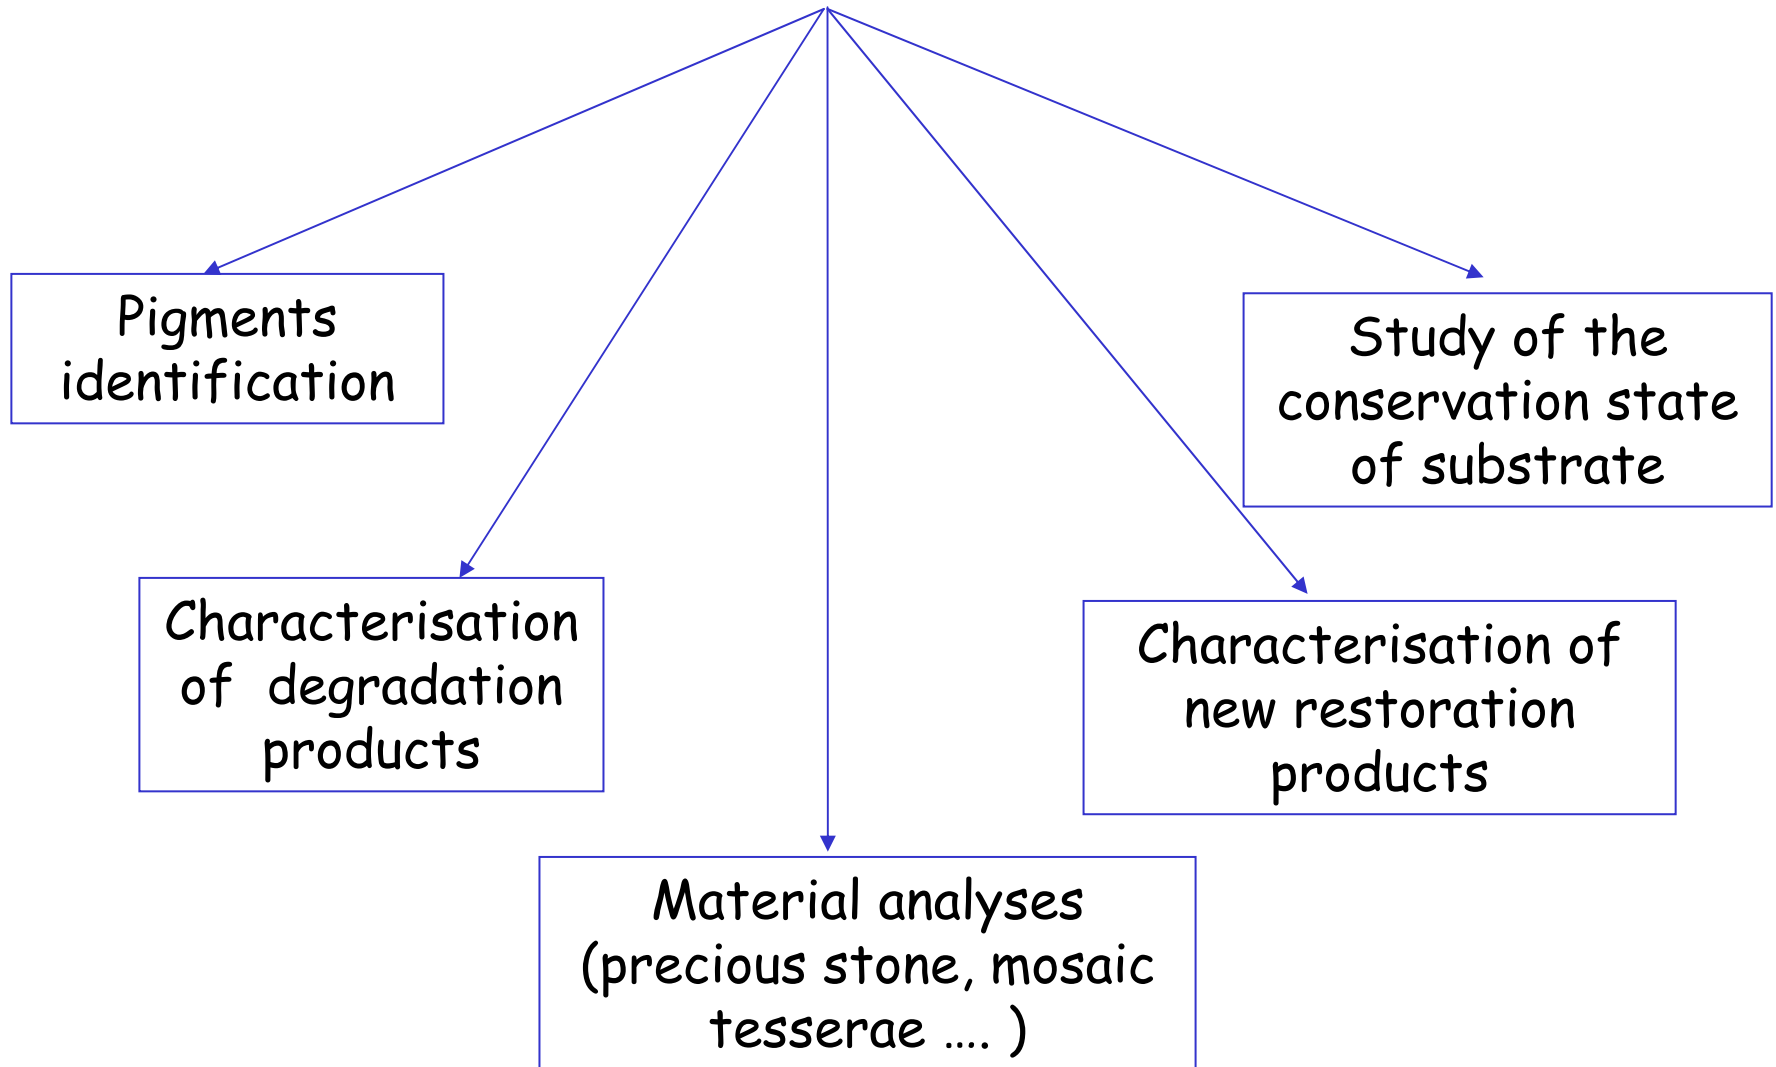 Pigments
identification
Study of the
conservation state
of substrate
Characterisation
of degradation
products
Characterisation of
new restoration
products
Material analyses
(precious stone, mosaic
tesserae .... )